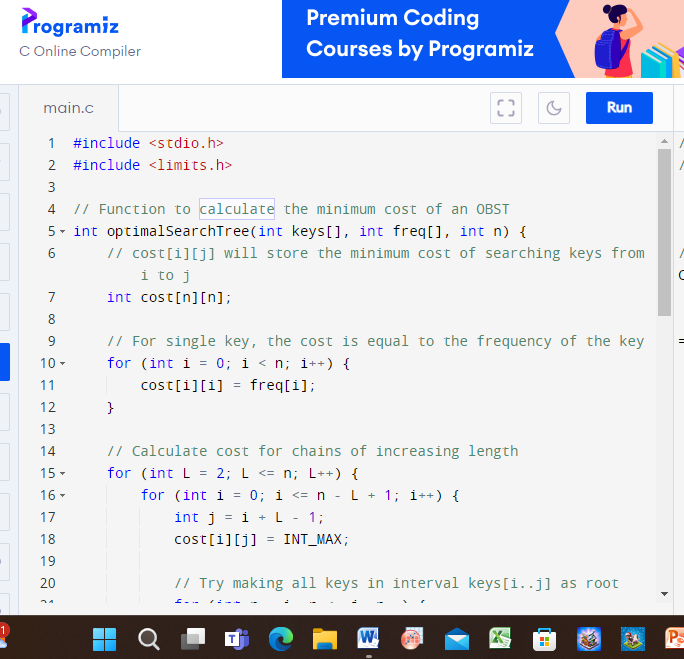 Programiz
C Online Compiler
Premium Coding
Courses by Programiz
main.c
Run
1 #include <stdio.h>
2 #include <limits.h>
3
4 // Function to calculate the minimum cost of an OBST
5 int optimalSearchTree(int keys[], int freq[], int n) {
6 // cost[i][j] will store the minimum cost of searching keys from
i to j
7 int cost[n][n];
8
9 // For single key, the cost is equal to the frequency of the key
10 for (int i = 0; i < n; i++) {
11 cost[i][i] = freq[i];
12 }
13
14 // Calculate cost for chains of increasing length
15 for (int L = 2; L <= n; L++) {
16 for (int i = 0; i <= n - L + 1; i++) {
17 int j = i + L - 1;
18 cost[i][j] = INT_MAX;
19
20 // Try making all keys in interval keys[i..j] as root